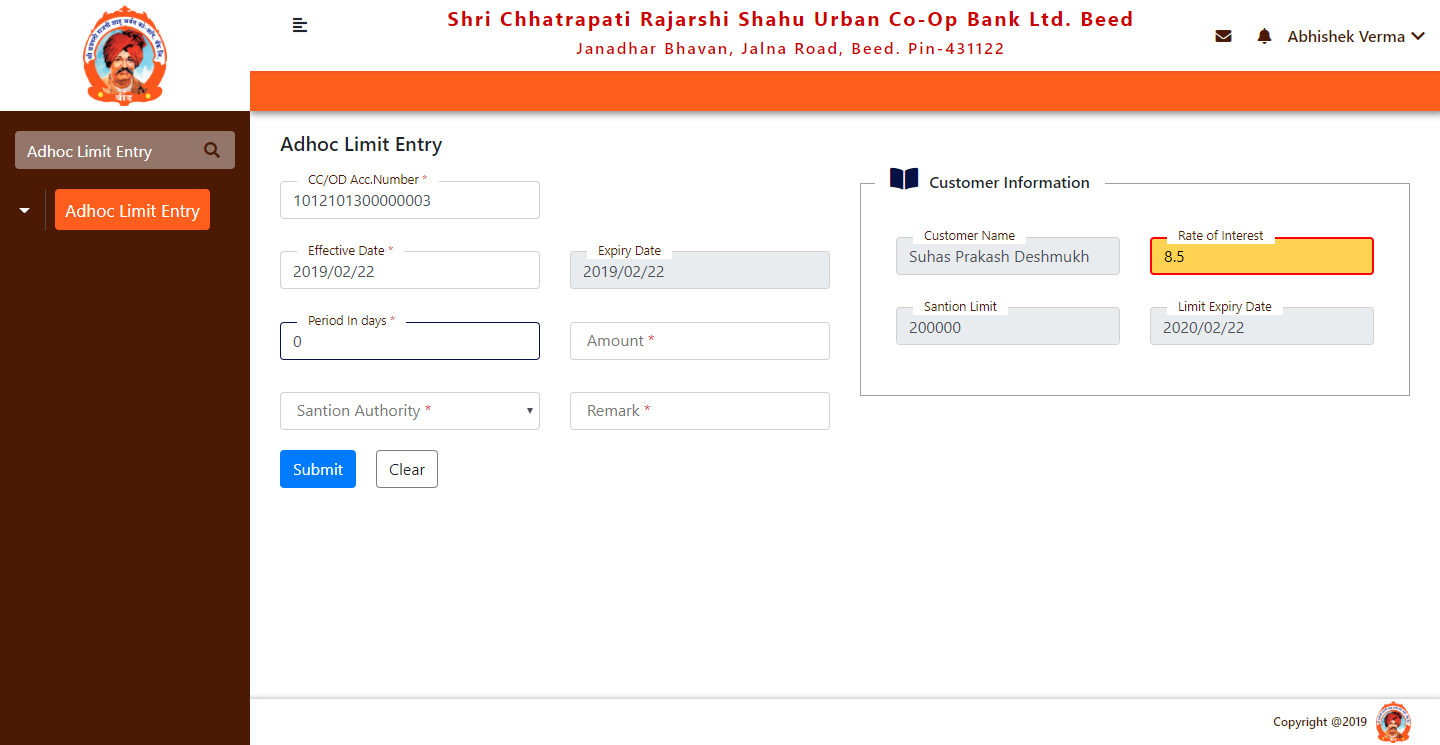 Shri Chhatrapati Rajarshi Shahu Urban Co-Op Bank Ltd. Beed
Janadhar Bhavan, Jalna Road, Beed. Pin-431122
Abhishek Verma
बीड
Adhoc Limit Entry
Adhoc Limit Entry
Adhoc Limit Entry
CC/OD Acc.Number *
1012101300000003
Effective Date *
2019/02/22
Expiry Date
2019/02/22
Period In days *
0
Amount *
Santion Authority *
Remark *
Submit
Clear
Customer Information
Customer Name
Suhas Prakash Deshmukh
Rate of Interest
8.5
Santion Limit
200000
Limit Expiry Date
2020/02/22
Copyright @2019